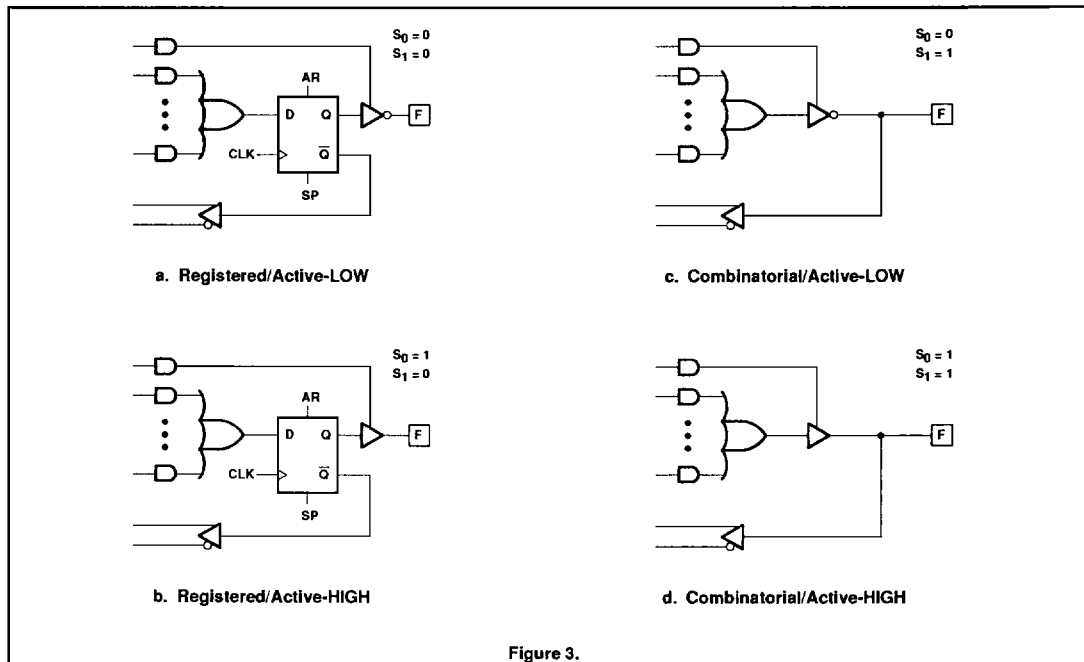 S0 = 0
S1 = 0
AR
D Q
F
CLK
Q̅
SP
a. Registered/Active-LOW
S0 = 0
S1 = 1
F
c. Combinatorial/Active-LOW
S0 = 1
S1 = 0
AR
D Q
F
CLK
Q̅
SP
b. Registered/Active-HIGH
S0 = 1
S1 = 1
F
d. Combinatorial/Active-HIGH
Figure 3.